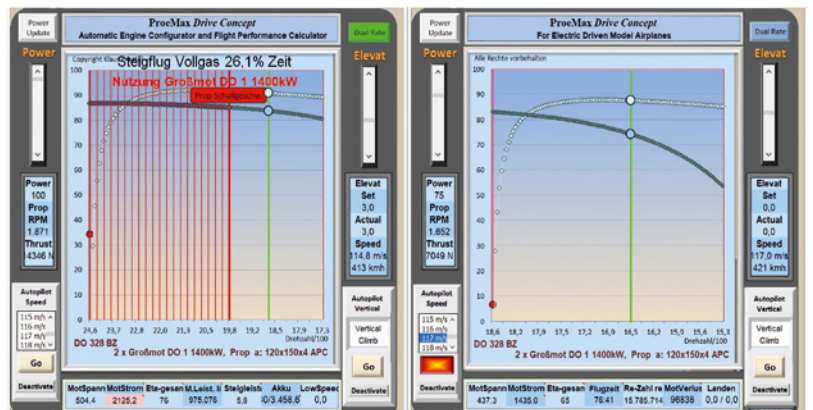 Power
Update
ProeMax Drive Concept
Automatic Engine Configurator and Flight Performance Calculator
Dual Rate
Power
Elevat
Steigflug Vollgas 26,1% Zeit
Nutzung Großmot DO 1 1400kW
Prop Schallgeschw.
100
90
80
70
60
50
40
30
20
10
0
24,6 23,7 22,0 21,0 20,3 19,8 19,2 18,5 17,9 17,3
Drehzahl/100
DO 328 BZ
2 x Großmot DO 1 1400kW, Prop a: 120x150x4 APC
Power
100
Prop
RPM
1.871
Thrust
4346 N
Elevat
Set
3,0
Actual
3,0
Speed
114,8 m/s
413 kmh
Autopilot
Speed
115 m/s
116 m/s
117 m/s
118 m/s
Go
Deactivate
Autopilot
Vertical
Vertical
Climb
Go
Deactivate
MotSpann MotStrom Eta-gesan M.Leist. Steigleis Akku LowSpeed
504.4 2125,2 76 975.076 5,8 0/3.458,6 0,0
Power
Update
ProeMax Drive Concept
For Electric Driven Model Airplanes
Dual Rate
Power
Elevat
Alle Rechte vorbehalten
100
90
80
70
60
50
40
30
20
10
18,6 18,2 17,9 17,5 17,2 16,8 16,5 16,2 15,9 15,6 15,3
Drehzahl/100
DO 328 BZ
2 x Großmot DO 1 1400kW, Prop a: 120x150x4 APC
Power
75
Prop
RPM
1.652
Thrust
7049 N
Elevat
Set
0,0
Actual
0,0
Speed
117,0 m/s
421 kmh
Autopilot
Speed
115 m/s
116 m/s
117 m/s
118 m/s
Deactivate
Autopilot
Vertical
Vertical
Climb
Go
Deactivate
MotSpann MotStrom Eta-gesan Flugzeit Re-Zahl re MotVerlus Landen
437.3 1435.0 65 76:41 15.785.714 96838 0,0 / 0,0